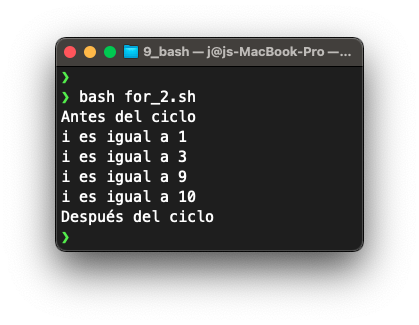 9_bash — j@js-MacBook-Pro —...
❯
❯ bash for_2.sh
Antes del ciclo
i es igual a 1
i es igual a 3
i es igual a 9
i es igual a 10
Después del ciclo
❯